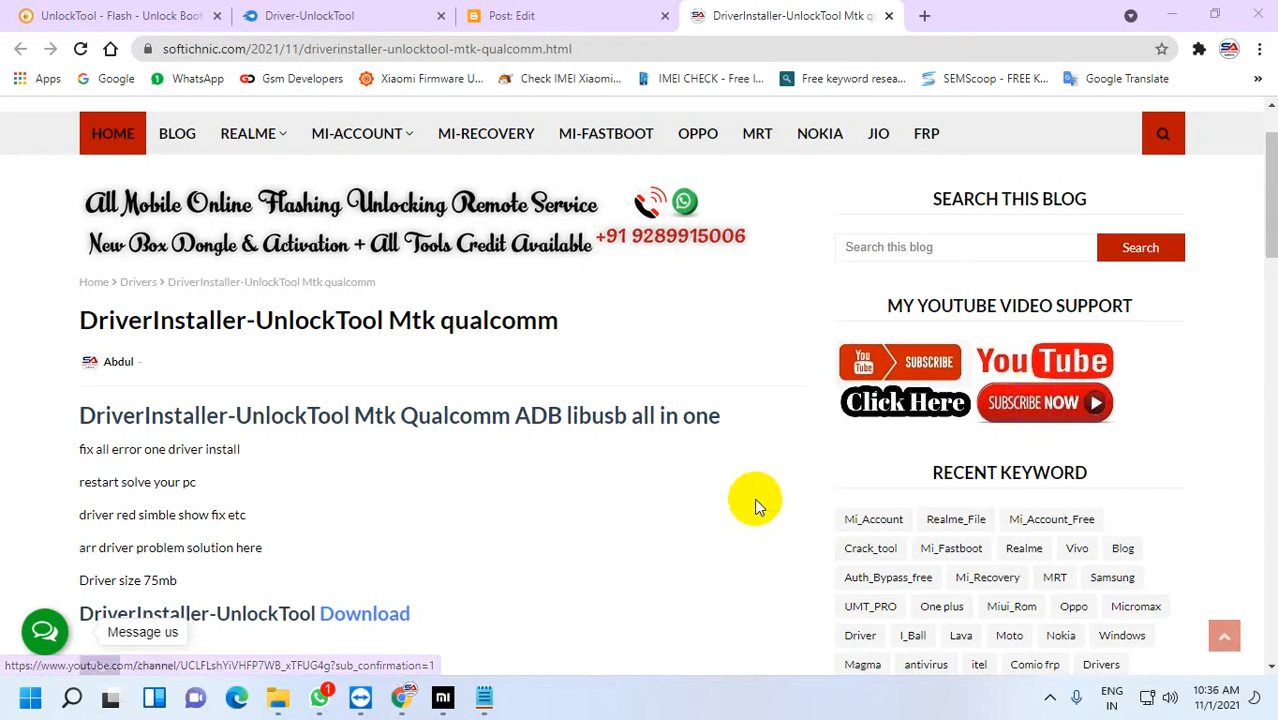 DriverUnlockTool - Flash - Unlock Boot
Driver-UnlockTool
Post: Edit
DriverInstaller-UnlockTool Mtk qu
softichnic.com/2021/11/driverinstaller-unlocktool-mtk-qualcomm.html
Apps
Google
WhatsApp
Gsm Developers
Xiaomi Firmware U...
Check IMEI Xiaomi...
IMEI CHECK - Free I...
Free keyword resea...
SEMScoop - FREE K...
Google Translate
HOME BLOG REALME MI-ACCOUNT MI-RECOVERY MI-FASTBOOT OPPO MRT NOKIA JIO FRP
All Mobile Online Flashing Unlocking Remote Service
New Box Dongle & Activation + All Tools Credit Available +91 9289915006
Home > Drivers > DriverInstaller-UnlockTool Mtk qualcomm
DriverInstaller-UnlockTool Mtk qualcomm
SA Abdul -
DriverInstaller-UnlockTool Mtk Qualcomm ADB libusb all in one
fix all error one driver install
restart solve your pc
driver red simble show fix etc
arr driver problem solution here
Driver size 75mb
DriverInstaller-UnlockTool Download
Message us
SEARCH THIS BLOG
Search this blog Search
MY YOUTUBE VIDEO SUPPORT
You Tube SUBSCRIBE YouTube
Click Here SUBSCRIBE NOW
RECENT KEYWORD
Mi_Account Realme_File Mi_Account_Free
Crack_tool Mi_Fastboot Realme Vivo Blog
Auth_Bypass_free Mi_Recovery MRT Samsung
UMT_PRO One plus Miui_Rom Oppo Micromax
Driver I_Ball Lava Moto Nokia Windows
Magma antivirus itel Comio frp Drivers
https://www.youtube.com/channel/UCLFLshYiVHFP7WB_xTFUG4g?sub_confirmation=1
1
mi
ENG
IN
10:36 AM
11/1/2021